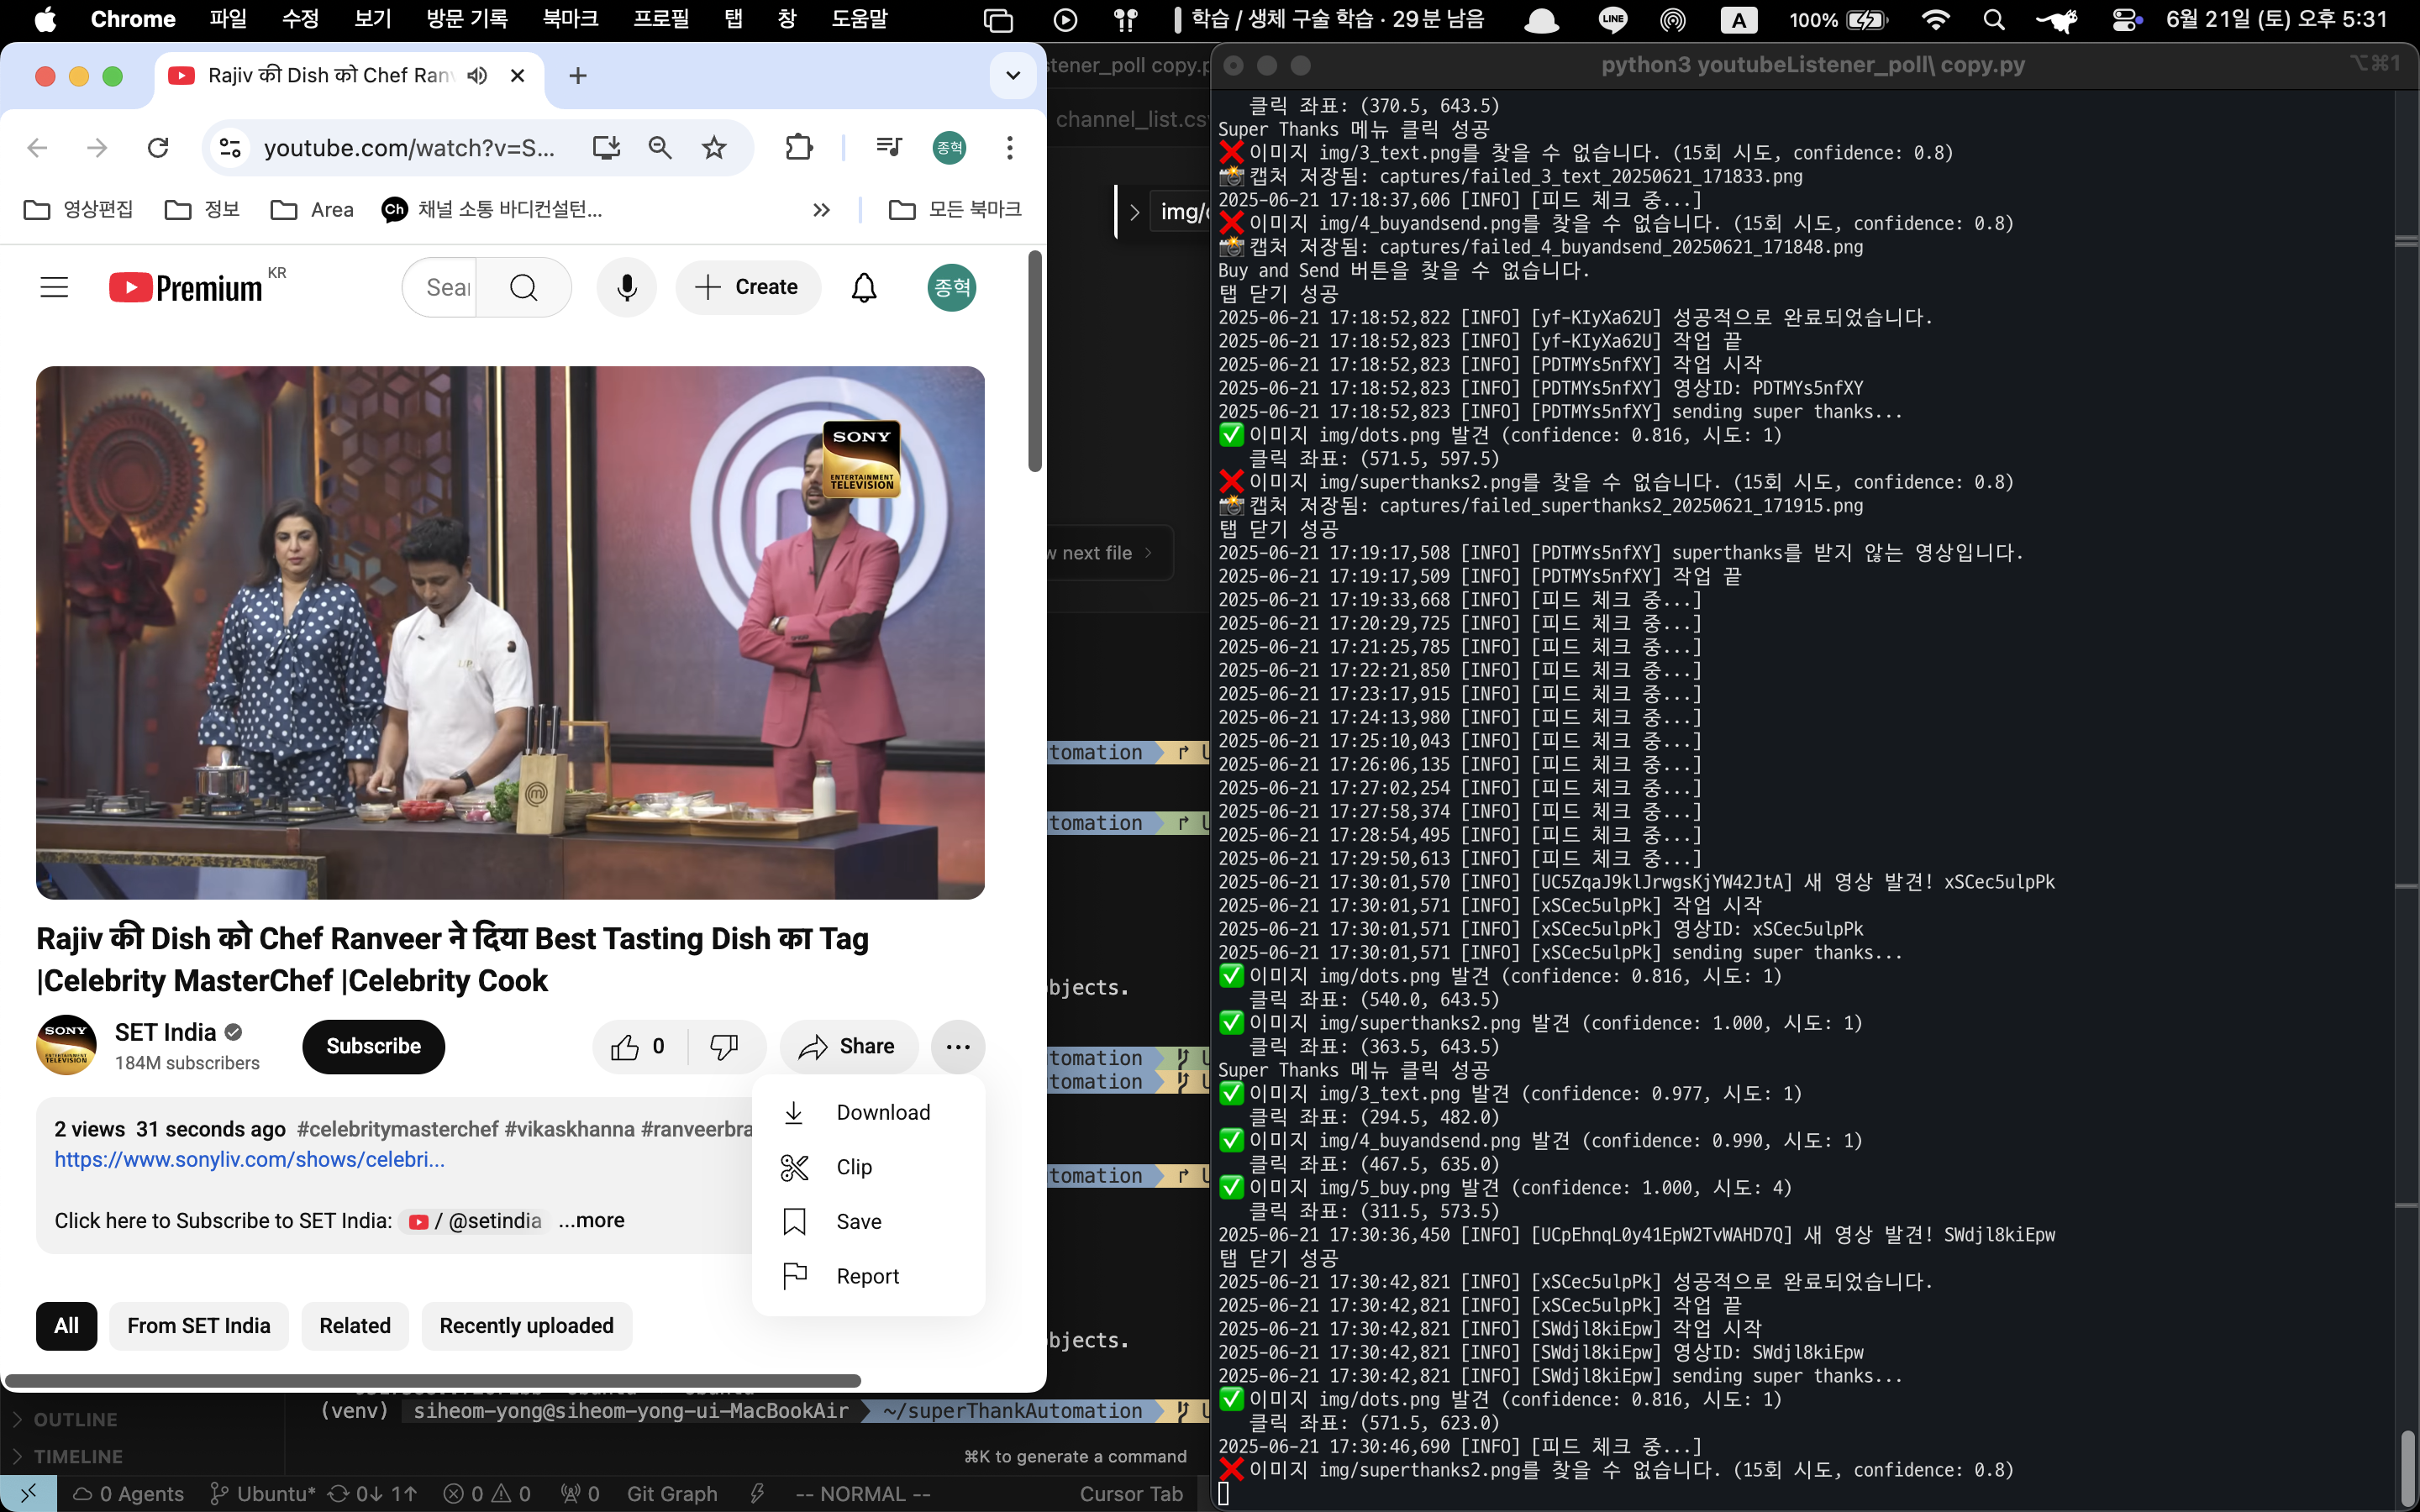 Chrome 파일 수정 보기 방문 기록 북마크 프로필 탭 창 도움말 학습 / 생체 구술 학습 · 29분 남음 LINE A 100% 6월 21일 (토) 오후 5:31
Rajiv की Dish को Chef Ran
youtube.com/watch?v=S... 종혁
영상편집 정보 Area Ch 채널 소통 바디컨설턴... » 모든 북마크
Premium KR Sear Create 종혁
SONY
ENTERTAINMENT
TELEVISION
Rajiv की Dish को Chef Ranveer ने दिया Best Tasting Dish का Tag
|Celebrity MasterChef |Celebrity Cook
SET India
184M subscribers
Subscribe
0
Share
2 views 31 seconds ago #celebritymasterchef #vikaskhanna #ranveerbra
https://www.sonyliv.com/shows/celebri...
Click here to Subscribe to SET India: / @setindia ...more
Download
Clip
Save
Report
All From SET India Related Recently uploaded
stener_poll copy.p
channel_list.cs
img/
w next file
tomation
tomation
bjects.
tomation
tomation
tomation
bjects.
(venv) siheom-yong@siheom-yong-ui-MacBookAir ~/superThankAutomation
⌘K to generate a command
OUTLINE
TIMELINE
0 Agents Ubuntu* 0↓ 1↑ 0 0 0 Git Graph -- NORMAL -- Cursor Tab
python3 youtubeListener_poll\ copy.py ⌥⌘1
클릭 좌표: (370.5, 643.5)
Super Thanks 메뉴 클릭 성공
❌ 이미지 img/3_text.png를 찾을 수 없습니다. (15회 시도, confidence: 0.8)
📸 캡처 저장됨: captures/failed_3_text_20250621_171833.png
2025-06-21 17:18:37,606 [INFO] [피드 체크 중...]
❌ 이미지 img/4_buyandsend.png를 찾을 수 없습니다. (15회 시도, confidence: 0.8)
📸 캡처 저장됨: captures/failed_4_buyandsend_20250621_171848.png
Buy and Send 버튼을 찾을 수 없습니다.
탭 닫기 성공
2025-06-21 17:18:52,822 [INFO] [yf-KIyXa62U] 성공적으로 완료되었습니다.
2025-06-21 17:18:52,823 [INFO] [yf-KIyXa62U] 작업 끝
2025-06-21 17:18:52,823 [INFO] [PDTMYs5nfXY] 작업 시작
2025-06-21 17:18:52,823 [INFO] [PDTMYs5nfXY] 영상ID: PDTMYs5nfXY
2025-06-21 17:18:52,823 [INFO] [PDTMYs5nfXY] sending super thanks...
✅ 이미지 img/dots.png 발견 (confidence: 0.816, 시도: 1)
클릭 좌표: (571.5, 597.5)
❌ 이미지 img/superthanks2.png를 찾을 수 없습니다. (15회 시도, confidence: 0.8)
📸 캡처 저장됨: captures/failed_superthanks2_20250621_171915.png
탭 닫기 성공
2025-06-21 17:19:17,508 [INFO] [PDTMYs5nfXY] superthanks를 받지 않는 영상입니다.
2025-06-21 17:19:17,509 [INFO] [PDTMYs5nfXY] 작업 끝
2025-06-21 17:19:33,668 [INFO] [피드 체크 중...]
2025-06-21 17:20:29,725 [INFO] [피드 체크 중...]
2025-06-21 17:21:25,785 [INFO] [피드 체크 중...]
2025-06-21 17:22:21,850 [INFO] [피드 체크 중...]
2025-06-21 17:23:17,915 [INFO] [피드 체크 중...]
2025-06-21 17:24:13,980 [INFO] [피드 체크 중...]
2025-06-21 17:25:10,043 [INFO] [피드 체크 중...]
2025-06-21 17:26:06,135 [INFO] [피드 체크 중...]
2025-06-21 17:27:02,254 [INFO] [피드 체크 중...]
2025-06-21 17:27:58,374 [INFO] [피드 체크 중...]
2025-06-21 17:28:54,495 [INFO] [피드 체크 중...]
2025-06-21 17:29:50,613 [INFO] [피드 체크 중...]
2025-06-21 17:30:01,570 [INFO] [UC5ZqaJ9klJrwgsKjYW42JtA] 새 영상 발견! xSCec5ulpPk
2025-06-21 17:30:01,571 [INFO] [xSCec5ulpPk] 작업 시작
2025-06-21 17:30:01,571 [INFO] [xSCec5ulpPk] 영상ID: xSCec5ulpPk
2025-06-21 17:30:01,571 [INFO] [xSCec5ulpPk] sending super thanks...
✅ 이미지 img/dots.png 발견 (confidence: 0.816, 시도: 1)
클릭 좌표: (540.0, 643.5)
✅ 이미지 img/superthanks2.png 발견 (confidence: 1.000, 시도: 1)
클릭 좌표: (363.5, 643.5)
Super Thanks 메뉴 클릭 성공
✅ 이미지 img/3_text.png 발견 (confidence: 0.977, 시도: 1)
클릭 좌표: (294.5, 482.0)
✅ 이미지 img/4_buyandsend.png 발견 (confidence: 0.990, 시도: 1)
클릭 좌표: (467.5, 635.0)
✅ 이미지 img/5_buy.png 발견 (confidence: 1.000, 시도: 4)
클릭 좌표: (311.5, 573.5)
2025-06-21 17:30:36,450 [INFO] [UCpEhnqL0y41EpW2TvWAHD7Q] 새 영상 발견! SWdjl8kiEpw
탭 닫기 성공
2025-06-21 17:30:42,821 [INFO] [xSCec5ulpPk] 성공적으로 완료되었습니다.
2025-06-21 17:30:42,821 [INFO] [xSCec5ulpPk] 작업 끝
2025-06-21 17:30:42,821 [INFO] [SWdjl8kiEpw] 작업 시작
2025-06-21 17:30:42,821 [INFO] [SWdjl8kiEpw] 영상ID: SWdjl8kiEpw
2025-06-21 17:30:42,821 [INFO] [SWdjl8kiEpw] sending super thanks...
✅ 이미지 img/dots.png 발견 (confidence: 0.816, 시도: 1)
클릭 좌표: (571.5, 623.0)
2025-06-21 17:30:46,690 [INFO] [피드 체크 중...]
❌ 이미지 img/superthanks2.png를 찾을 수 없습니다. (15회 시도, confidence: 0.8)